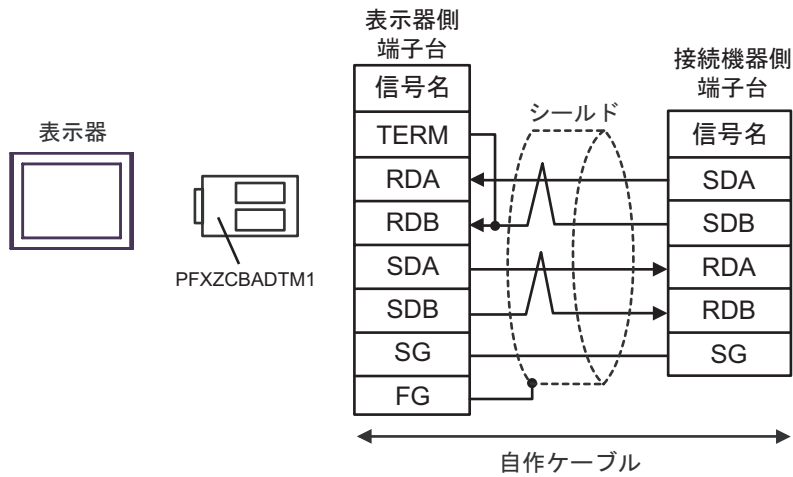 表示器
PFXZCBADTM1
表示器側
端子台
信号名
TERM
RDA
RDB
SDA
SDB
SG
FG
シールド
接続機器側
端子台
信号名
SDA
SDB
RDA
RDB
SG
自作ケーブル